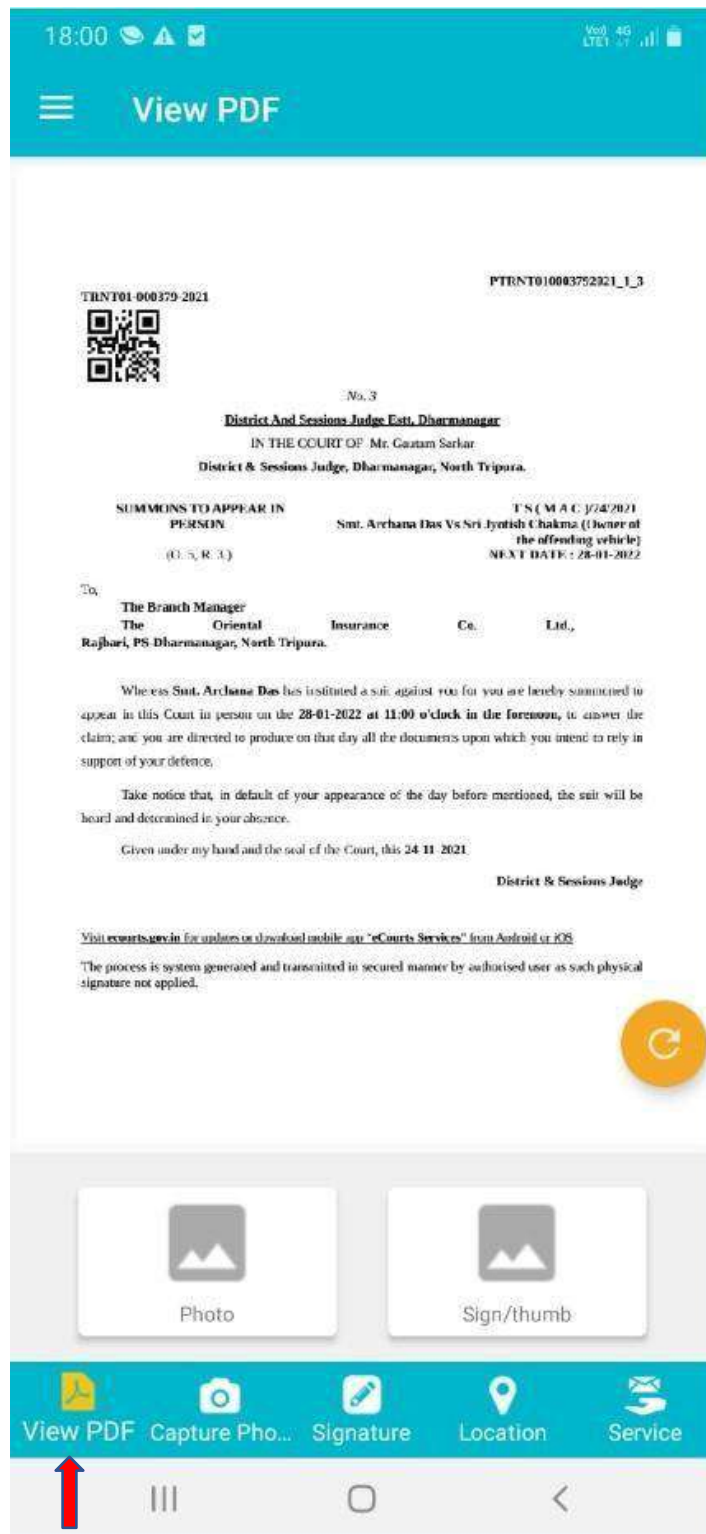 18:00
Vo) 4G
LTE1
View PDF
PTRNT010003792021_1_3
TRNT01-000379-2021
No. 3
District And Sessions Judge Estt, Dharmanagar
IN THE COURT OF Mr. Gautam Sarkar
District & Sessions Judge, Dharmanagar, North Tripura.
SUMMONS TO APPEAR IN
PERSON
(O. 5, R. 3.)
T S ( M A C )/74/2021
Smt. Archana Das Vs Sri Jyotish Chakma (Owner of
the offending vehicle)
NEXT DATE : 28-01-2022
To,
The Branch Manager
The Oriental Insurance Co. Ltd.,
Rajbari, PS-Dharmanagar, North Tripura.
Whereas Smt. Archana Das has instituted a suit against you for you are hereby summoned to
appear in this Court in person on the 28-01-2022 at 11:00 o'clock in the forenoon, to answer the
claim; and you are directed to produce on that day all the documents upon which you intend to rely in
support of your defence.
Take notice that, in default of your appearance of the day before mentioned, the suit will be
heard and determined in your absence.
Given under my hand and the seal of the Court, this 24-11-2021
District & Sessions Judge
Visit ecourts.gov.in for updates or download mobile app "eCourts Services" from Android or iOS
The process is system generated and transmitted in secured manner by authorised user as such physical
signature not applied.
Photo
Sign/thumb
View PDF
Capture Pho...
Signature
Location
Service